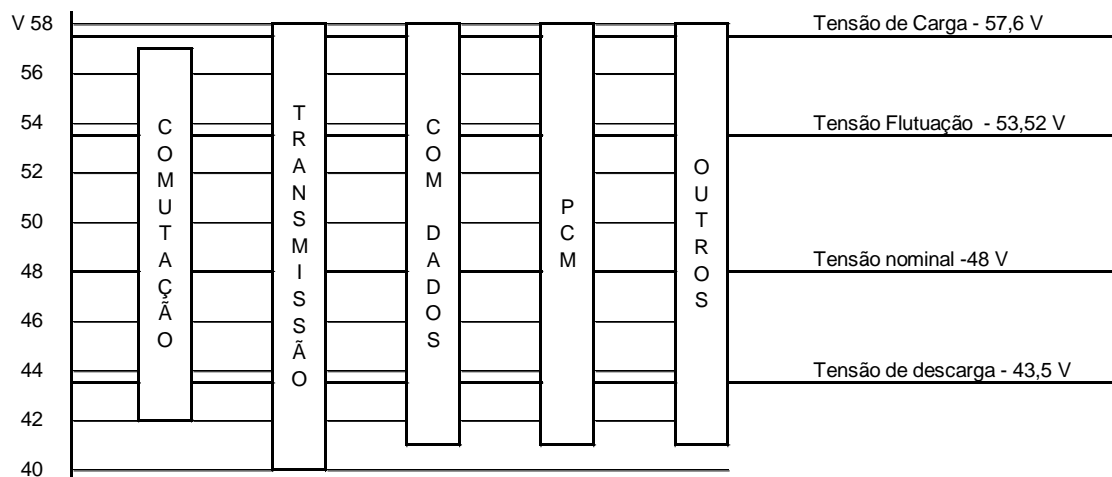 V 58
56
54
52
50
48
46
44
42
40
COMUTAÇÃO
TRANSMISSÃO
COM DADOS
PCM
OUTROS
Tensão de Carga - 57,6 V
Tensão Flutuação - 53,52 V
Tensão nominal -48 V
Tensão de descarga - 43,5 V